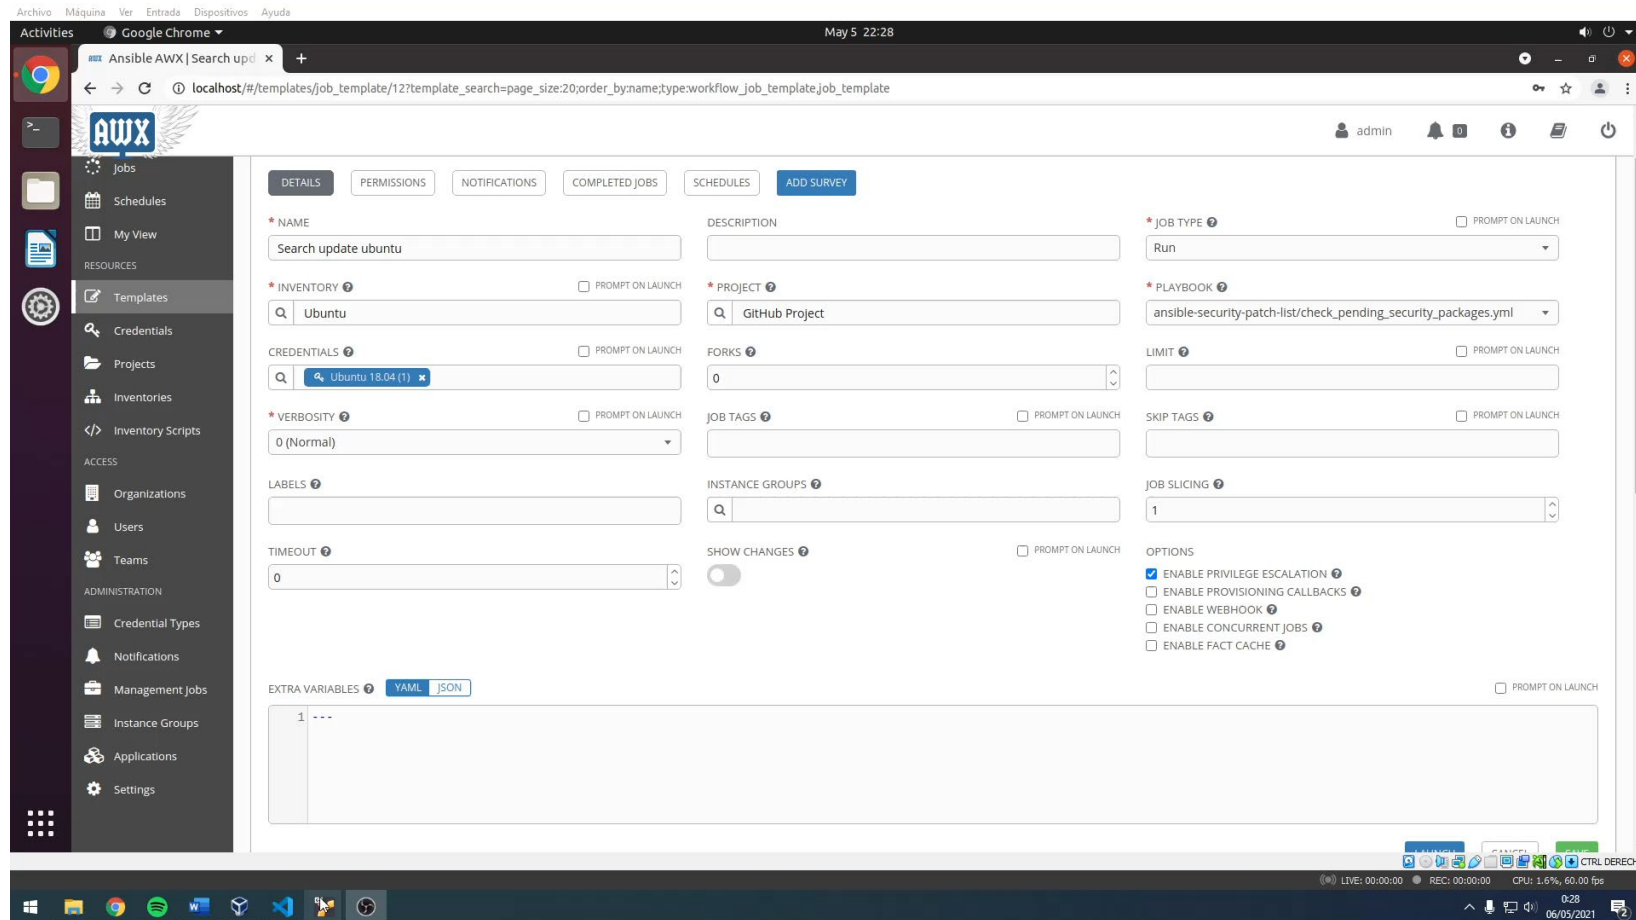 Archivo Máquina Ver Entrada Dispositivos Ayuda
Activities Google Chrome May 5 22:28
AWX Ansible AWX | Search upd × +
localhost/#/templates/job_template/12?template_search=page_size:20;order_by:name;type:workflow_job_template,job_template
AWX
admin 0
Jobs
Schedules
My View
RESOURCES
Templates
Credentials
Projects
Inventories
Inventory Scripts
ACCESS
Organizations
Users
Teams
ADMINISTRATION
Credential Types
Notifications
Management Jobs
Instance Groups
Applications
Settings
DETAILS PERMISSIONS NOTIFICATIONS COMPLETED JOBS SCHEDULES ADD SURVEY
* NAME DESCRIPTION * JOB TYPE PROMPT ON LAUNCH
Search update ubuntu Run
* INVENTORY PROMPT ON LAUNCH * PROJECT * PLAYBOOK
Ubuntu GitHub Project ansible-security-patch-list/check_pending_security_packages.yml
CREDENTIALS PROMPT ON LAUNCH FORKS LIMIT PROMPT ON LAUNCH
Ubuntu 18.04 (1) × 0
* VERBOSITY PROMPT ON LAUNCH JOB TAGS PROMPT ON LAUNCH SKIP TAGS PROMPT ON LAUNCH
0 (Normal)
LABELS INSTANCE GROUPS JOB SLICING
1
TIMEOUT SHOW CHANGES PROMPT ON LAUNCH OPTIONS
0
ENABLE PRIVILEGE ESCALATION
ENABLE PROVISIONING CALLBACKS
ENABLE WEBHOOK
ENABLE CONCURRENT JOBS
ENABLE FACT CACHE
EXTRA VARIABLES YAML JSON PROMPT ON LAUNCH
1 ---
LAUNCH CANCEL SAVE
CTRL DERECH
LIVE: 00:00:00 REC: 00:00:00 CPU: 1.6%, 60.00 fps
0:28
06/05/2021
2